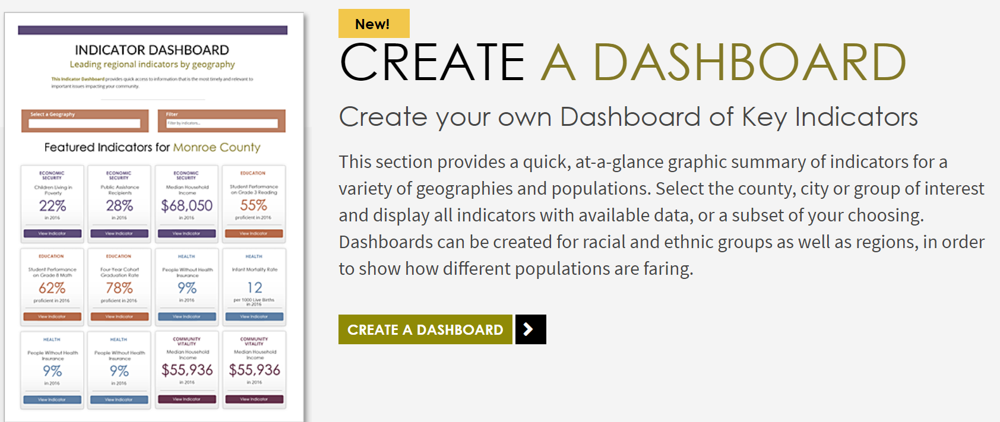 INDICATOR DASHBOARD
Leading regional indicators by geography
This Indicator Dashboard provides quick access to information that is the most timely and relevant to
important issues impacting your community.
Select a Geography
Filter
Filter by indicators...
Featured Indicators for Monroe County
ECONOMIC
SECURITY
Children Living in
Poverty
22%
in 2016
View Indicator
ECONOMIC
SECURITY
Public Assistance
Recipients
28%
in 2016
View Indicator
ECONOMIC
SECURITY
Median Household
Income
$68,050
in 2016
View Indicator
EDUCATION
Student Performance
on Grade 3 Reading
55%
proficient in 2016
View Indicator
EDUCATION
Student Performance
on Grade 8 Math
62%
proficient in 2016
View Indicator
EDUCATION
Four-Year Cohort
Graduation Rate
78%
proficient in 2016
View Indicator
HEALTH
People Without Health
Insurance
9%
in 2016
View Indicator
HEALTH
Infant Mortality Rate
12
per 1000 Live Births
in 2016
View Indicator
HEALTH
People Without Health
Insurance
9%
in 2016
View Indicator
HEALTH
People Without Health
Insurance
9%
in 2016
View Indicator
COMMUNITY
VITALITY
Median Household
Income
$55,936
in 2016
View Indicator
COMMUNITY
VITALITY
Median Household
Income
$55,936
in 2016
View Indicator
New!
CREATE A DASHBOARD
Create your own Dashboard of Key Indicators
This section provides a quick, at-a-glance graphic summary of indicators for a
variety of geographies and populations. Select the county, city or group of interest
and display all indicators with available data, or a subset of your choosing.
Dashboards can be created for racial and ethnic groups as well as regions, in order
to show how different populations are faring.
CREATE A DASHBOARD